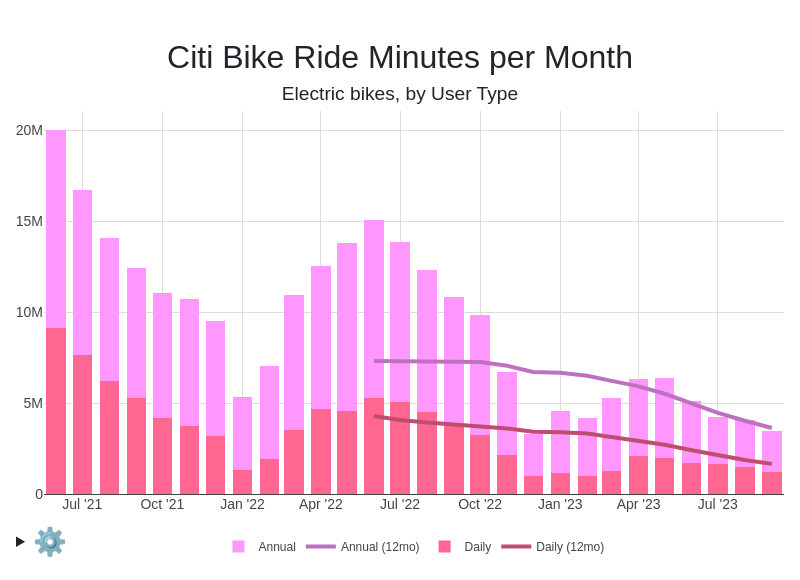 Citi Bike Ride Minutes per Month
Electric bikes, by User Type
20M
15M
10M
5M
0
Jul '21 Oct '21 Jan '22 Apr '22 Jul '22 Oct '22 Jan '23 Apr '23 Jul '23
Annual Annual (12mo) Daily Daily (12mo)